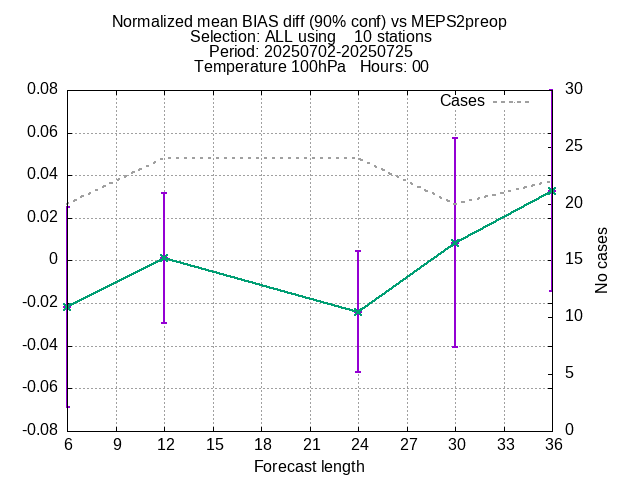 Normalized mean BIAS diff (90% conf) vs MEPS2preop
Selection: ALL using    10 stations
Period: 20250702-20250725
Temperature 100hPa   Hours: 00
Cases
0.08
0.06
0.04
0.02
0
-0.02
-0.04
-0.06
-0.08
30
25
20
15
10
5
0
No cases
6 9 12 15 18 21 24 27 30 33 36
Forecast length